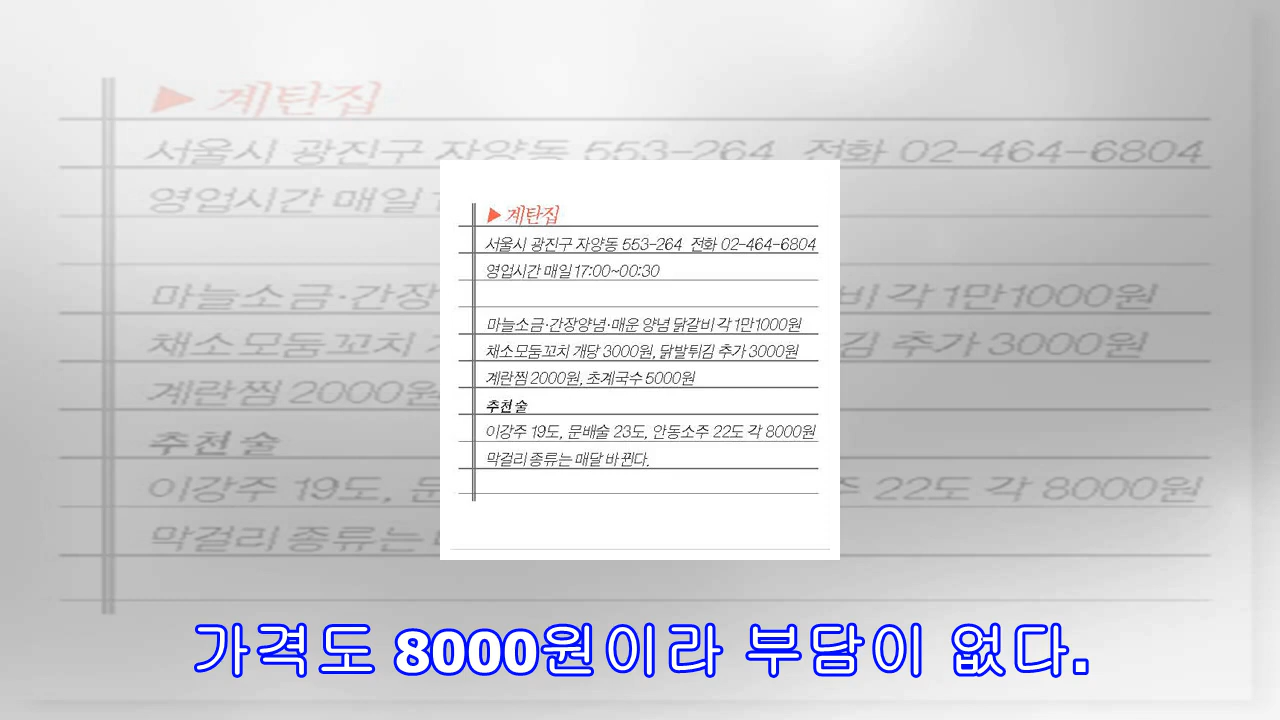 ▶ 계탄집
서울시 광진구 자양동 553-264 전화 02-464-6804
영업시간 매일 17:00~00:30
마늘소금·간장양념·매운 양념 닭갈비 각 1만1000원
채소모둠꼬치 개당 3000원, 닭발튀김 추가 3000원
계란찜 2000원, 초계국수 5000원
추천 술
이강주 19도, 문배술 23도, 안동소주 22도 각 8000원
막걸리 종류는 매달 바뀐다.
가격도 8000원이라 부담이 없다.